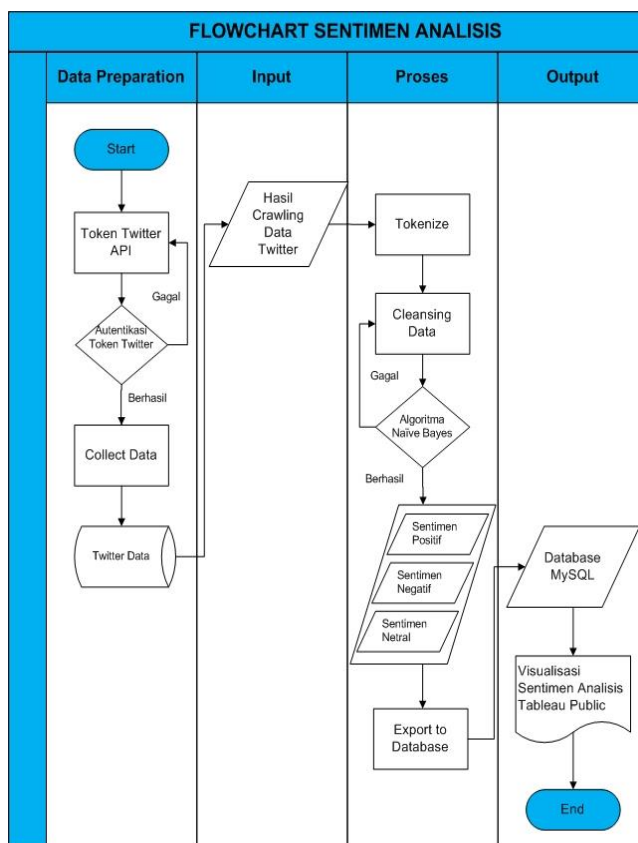 FLOWCHART SENTIMEN ANALISIS
Data Preparation
Input
Proses
Output
Start
Token Twitter
API
Gagal
Autentikasi
Token Twitter
Berhasil
Collect Data
Twitter Data
Hasil
Crawling
Data
Twitter
Tokenize
Cleansing
Data
Gagal
Algoritma
Naïve Bayes
Berhasil
Sentimen
Positif
Sentimen
Negatif
Sentimen
Netral
Export to
Database
Database
MySQL
Visualisasi
Sentimen Analisis
Tableau Public
End